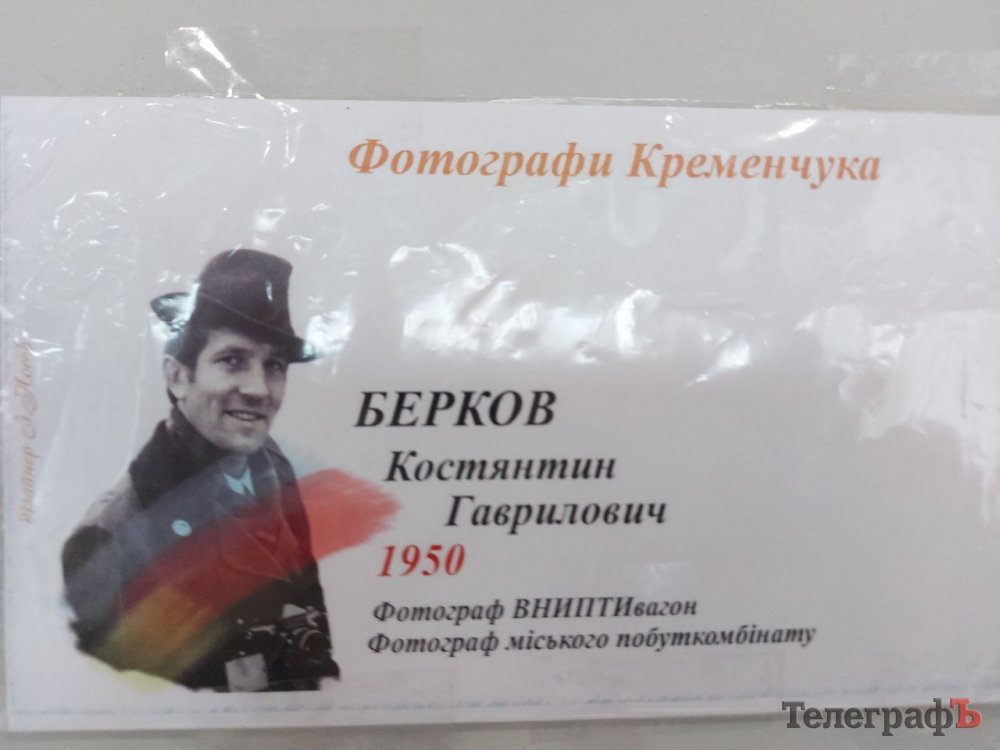 Фотографи Кременчука
БЕРКОВ
Костянтин
Гаврилович
1950
Фотограф ВНИПТИвагон
Фотограф міського побуткомбінату
ТелеграфЪ